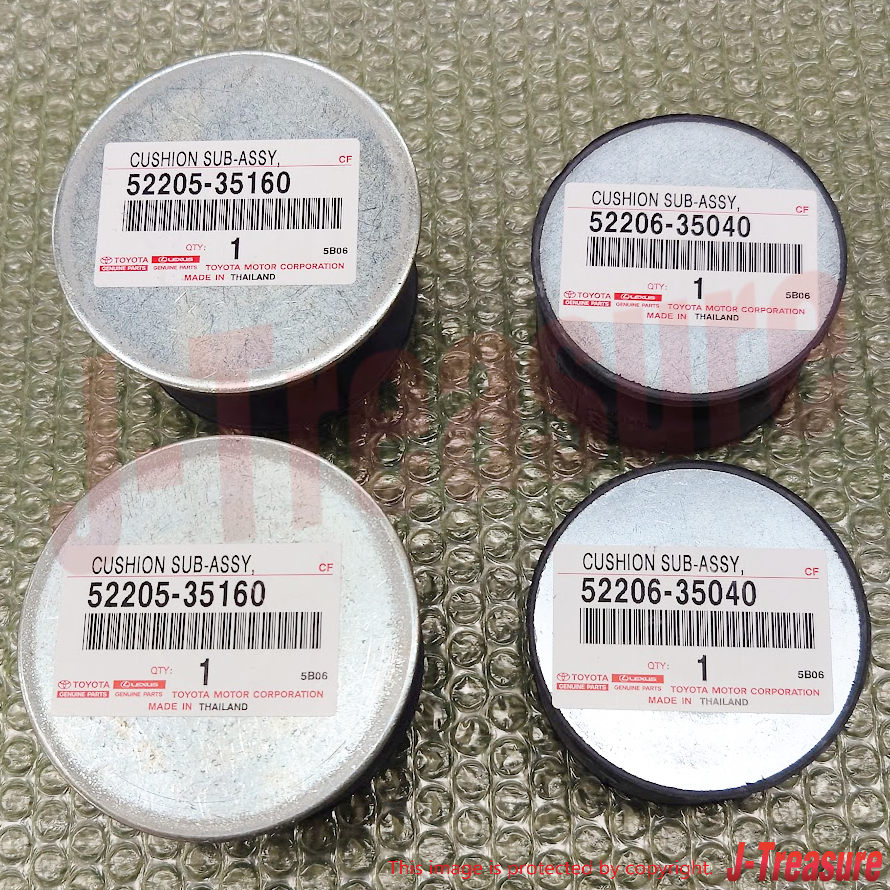 CUSHION SUB-ASSY,
CF
52205-35160
QTY: 1
5B06
TOYOTA LEXUS
GENUINE PARTS GENUINE PARTS TOYOTA MOTOR CORPORATION
MADE IN THAILAND
CUSHION SUB-ASSY,
CF
52206-35040
QTY: 1
5B06
TOYOTA LEXUS
GENUINE PARTS GENUINE PARTS TOYOTA MOTOR CORPORATION
MADE IN THAILAND
CUSHION SUB-ASSY,
CF
52205-35160
QTY: 1
5B06
TOYOTA LEXUS
GENUINE PARTS GENUINE PARTS TOYOTA MOTOR CORPORATION
MADE IN THAILAND
CUSHION SUB-ASSY,
CF
52206-35040
QTY: 1
5B06
TOYOTA LEXUS
GENUINE PARTS GENUINE PARTS TOYOTA MOTOR CORPORATION
MADE IN THAILAND
J-Treasure
This image is protected by copyright J-Treasure